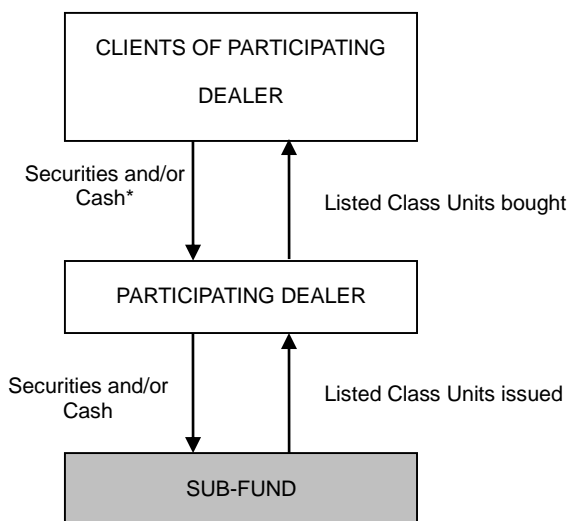 CLIENTS OF PARTICIPATING
DEALER
Securities and/or
Cash*
Listed Class Units bought
PARTICIPATING DEALER
Securities and/or
Cash
Listed Class Units issued
SUB-FUND